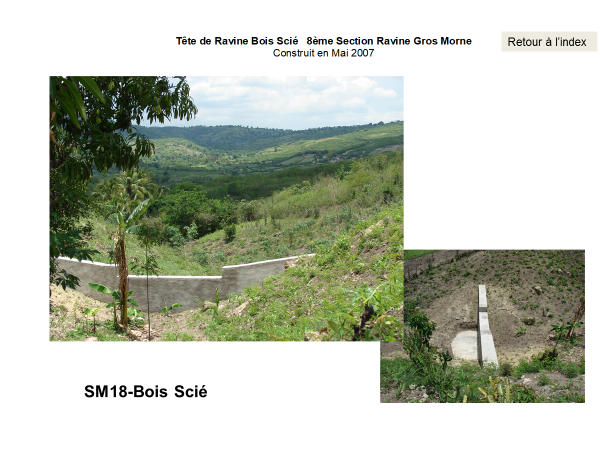 Tête de Ravine Bois Scié 8ème Section Ravine Gros Morne
Construit en Mai 2007
Retour à l'index
SM18-Bois Scié